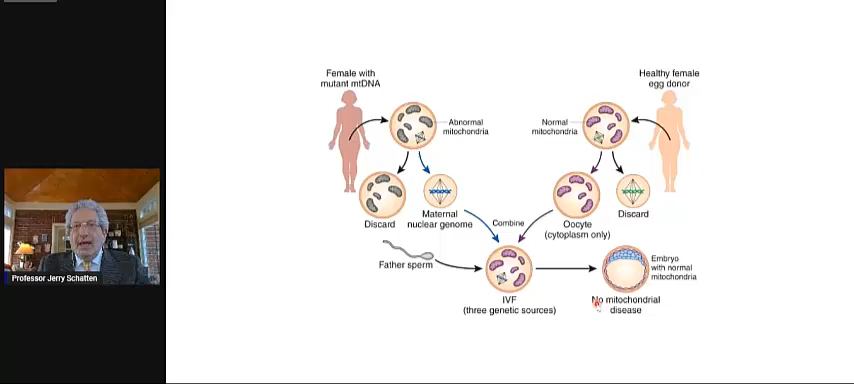 Female with
mutant mtDNA
Healthy female
egg donor
Abnormal
mitochondria
Normal
mitochondria
Discard
Maternal
nuclear genome
Combine
Oocyte
(cytoplasm only)
Discard
Father sperm
Embryo
with normal
mitochondria
IVF
(three genetic sources)
No mitochondrial
disease
Professor Jerry Schatten